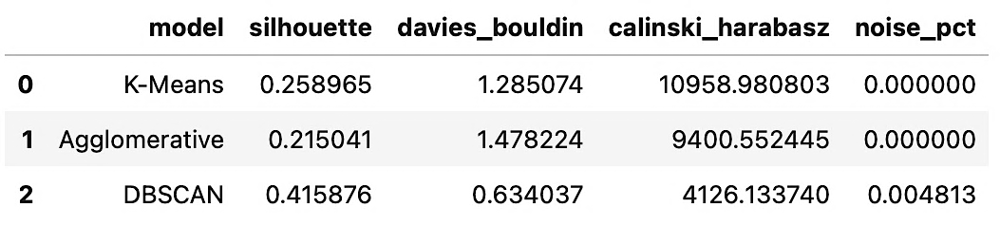 model silhouette davies_bouldin calinski_harabasz noise_pct
0 K-Means 0.258965 1.285074 10958.980803 0.000000
1 Agglomerative 0.215041 1.478224 9400.552445 0.000000
2 DBSCAN 0.415876 0.634037 4126.133740 0.004813